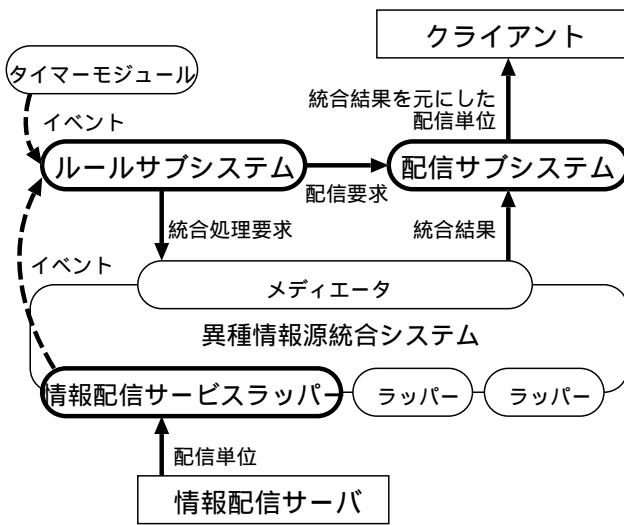 クライアント
タイマーモジュール
統合結果を元にした
配信単位
イベント
ルールサブシステム
配信サブシステム
配信要求
統合処理要求
統合結果
イベント
メディエータ
異種情報源統合システム
情報配信サービスラッパー
ラッパー
ラッパー
配信単位
情報配信サーバ